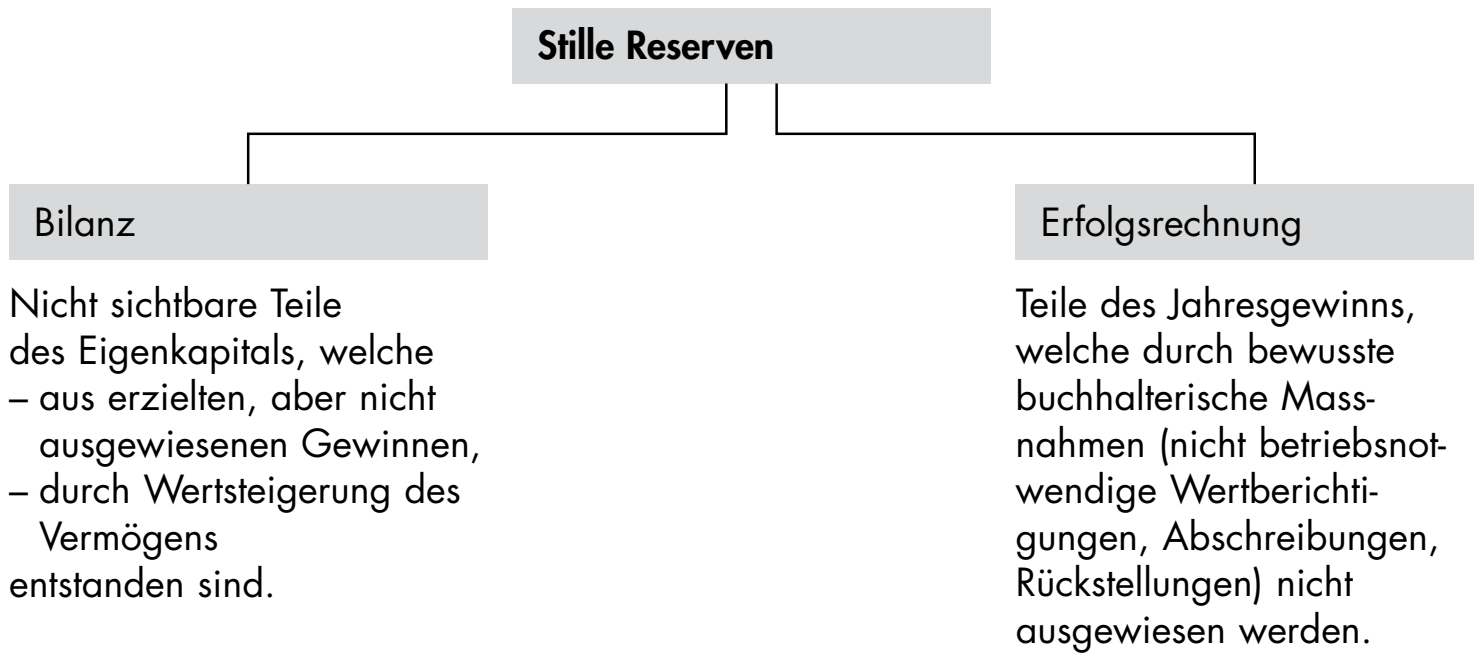 Stille Reserven
Bilanz
Nicht sichtbare Teile
des Eigenkapitals, welche
– aus erzielten, aber nicht
ausgewiesenen Gewinnen,
– durch Wertsteigerung des
Vermögens
entstanden sind.
Erfolgsrechnung
Teile des Jahresgewinns,
welche durch bewusste
buchhalterische Mass-
nahmen (nicht betriebsnot-
wendige Wertberichti-
gungen, Abschreibungen,
Rückstellungen) nicht
ausgewiesen werden.